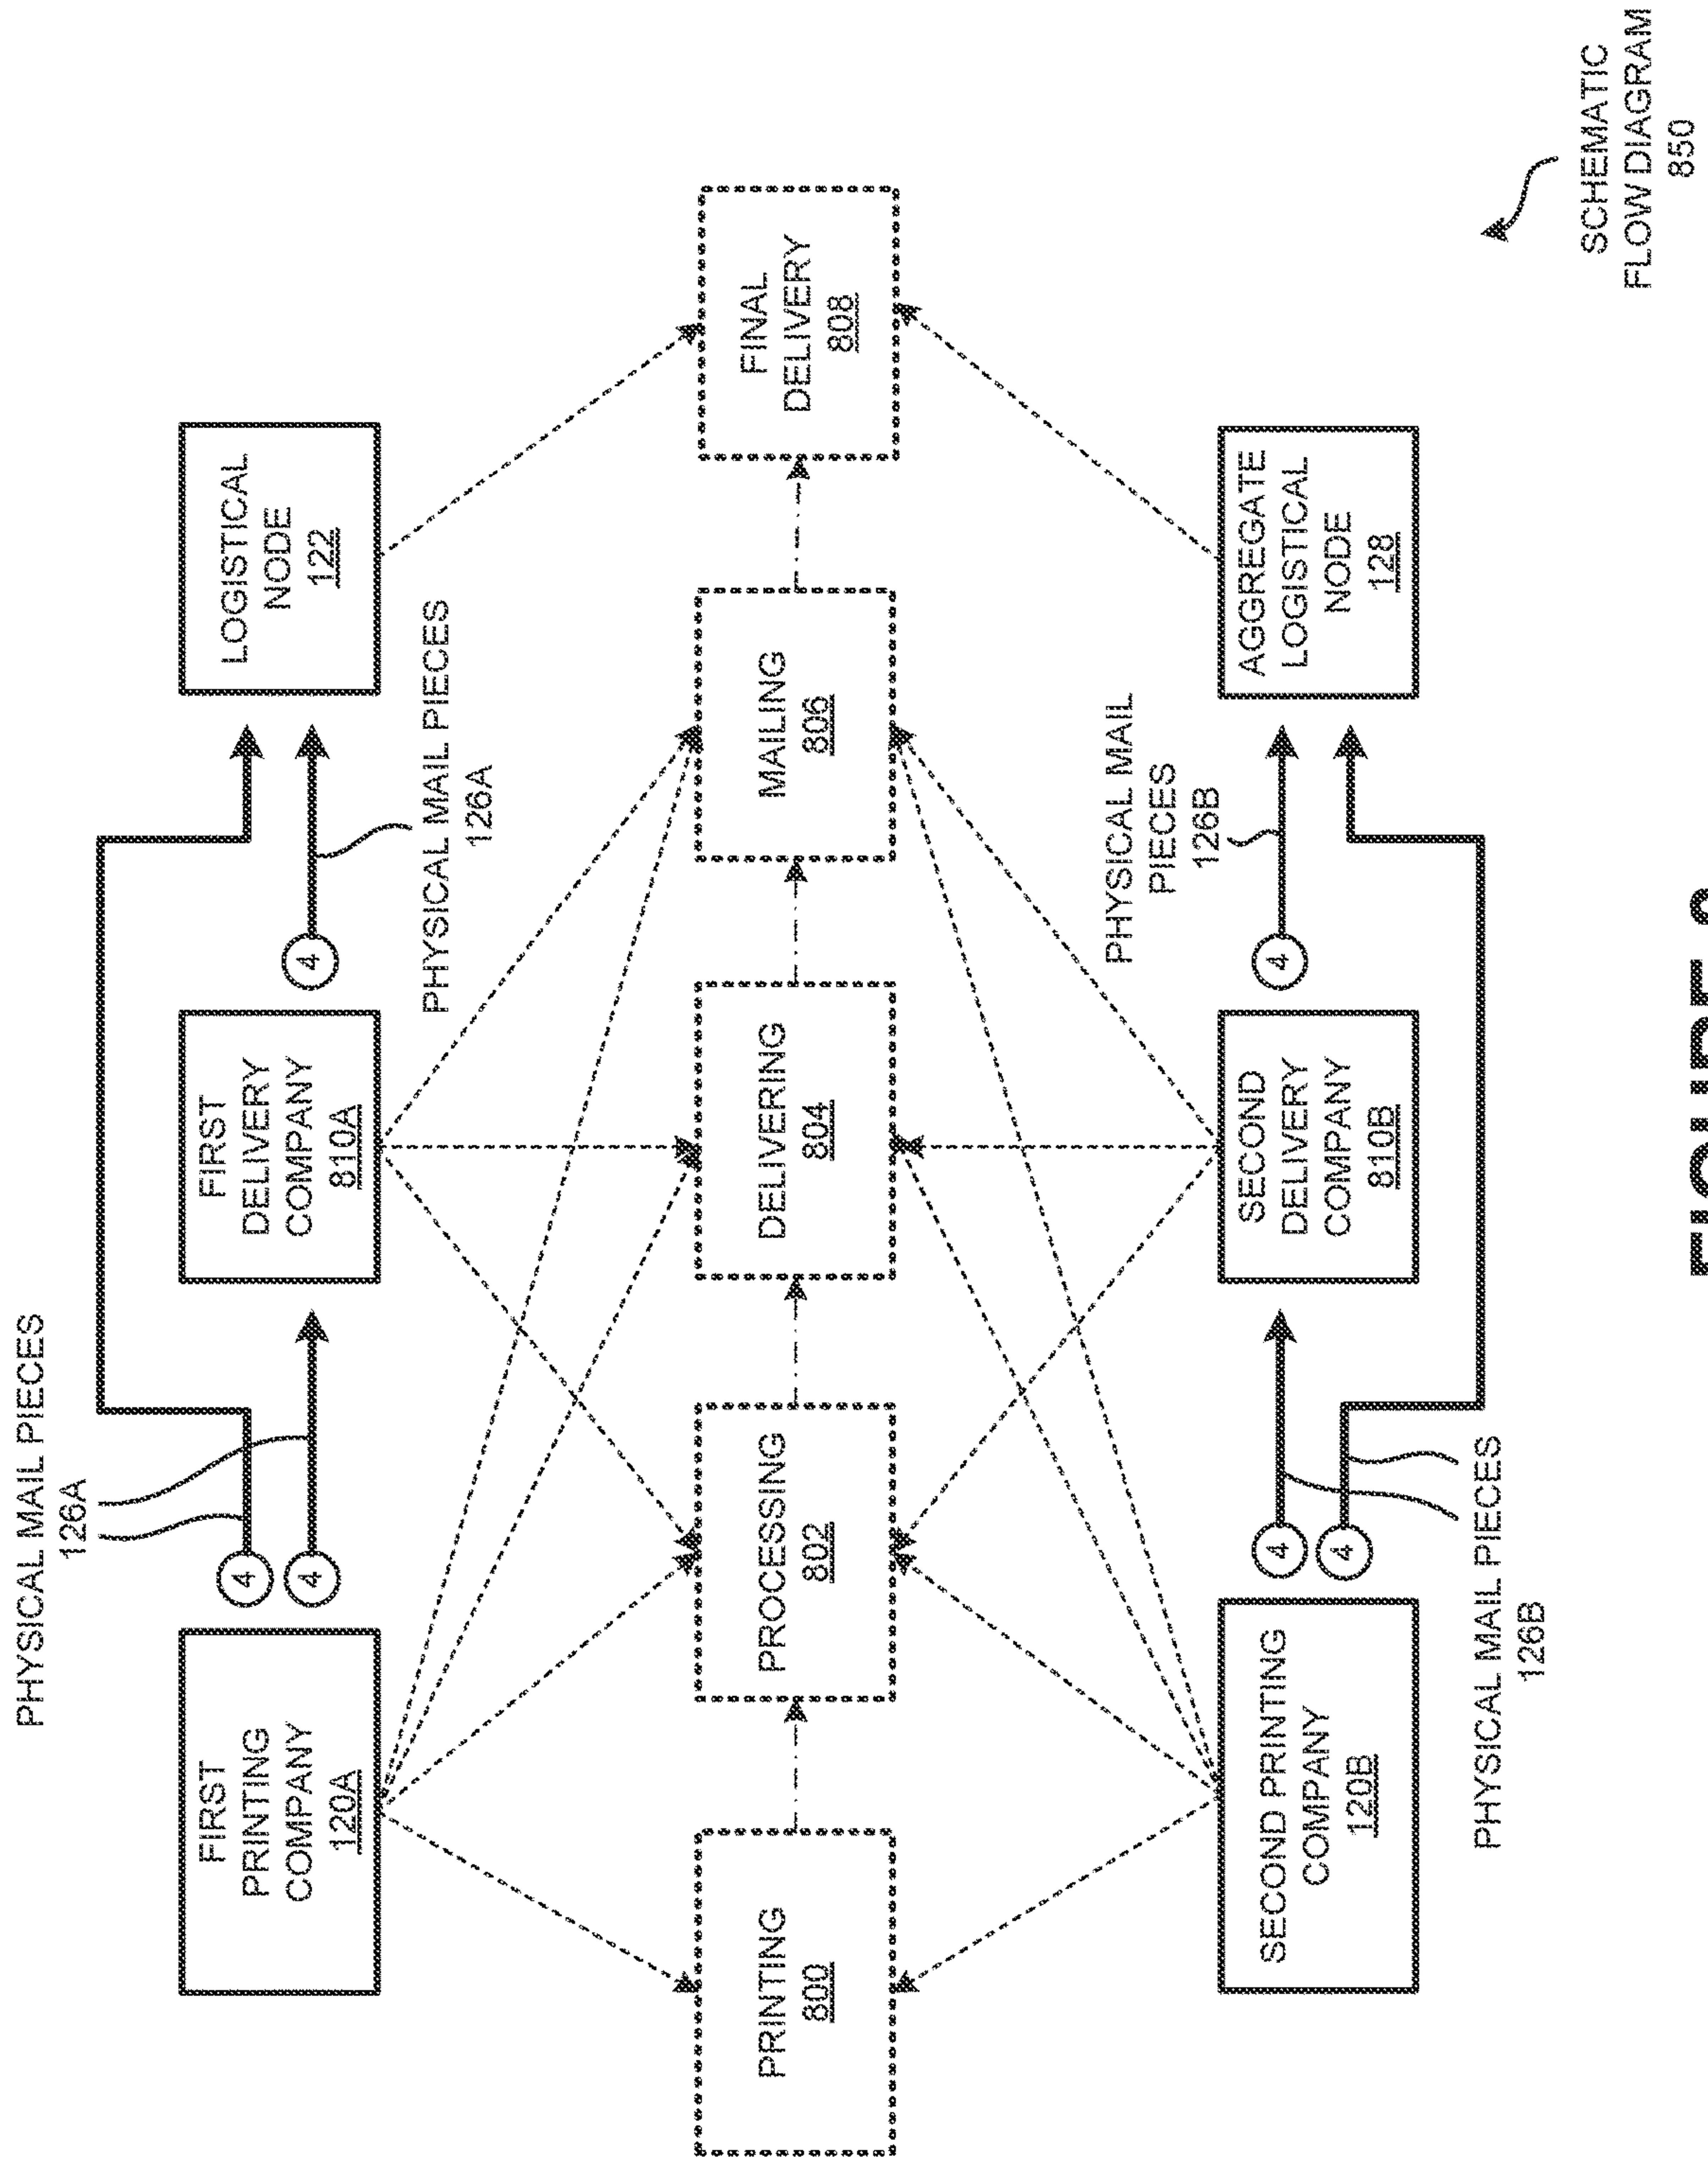 PHYSICAL MAIL PIECES
126A
FIRST
PRINTING
COMPANY
120A
4
4
FIRST
DELIVERY
COMPANY
810A
4
PHYSICAL MAIL PIECES
126A
LOGISTICAL
NODE
122
PRINTING
800
PROCESSING
802
DELIVERING
804
MAILING
806
FINAL
DELIVERY
808
SECOND PRINTING
COMPANY
120B
4
4
PHYSICAL MAIL PIECES
126B
SECOND
DELIVERY
COMPANY
810B
4
PHYSICAL MAIL
PIECES
126B
AGGREGATE
LOGISTICAL
NODE
128
SCHEMATIC
FLOW DIAGRAM
850
FIGURE